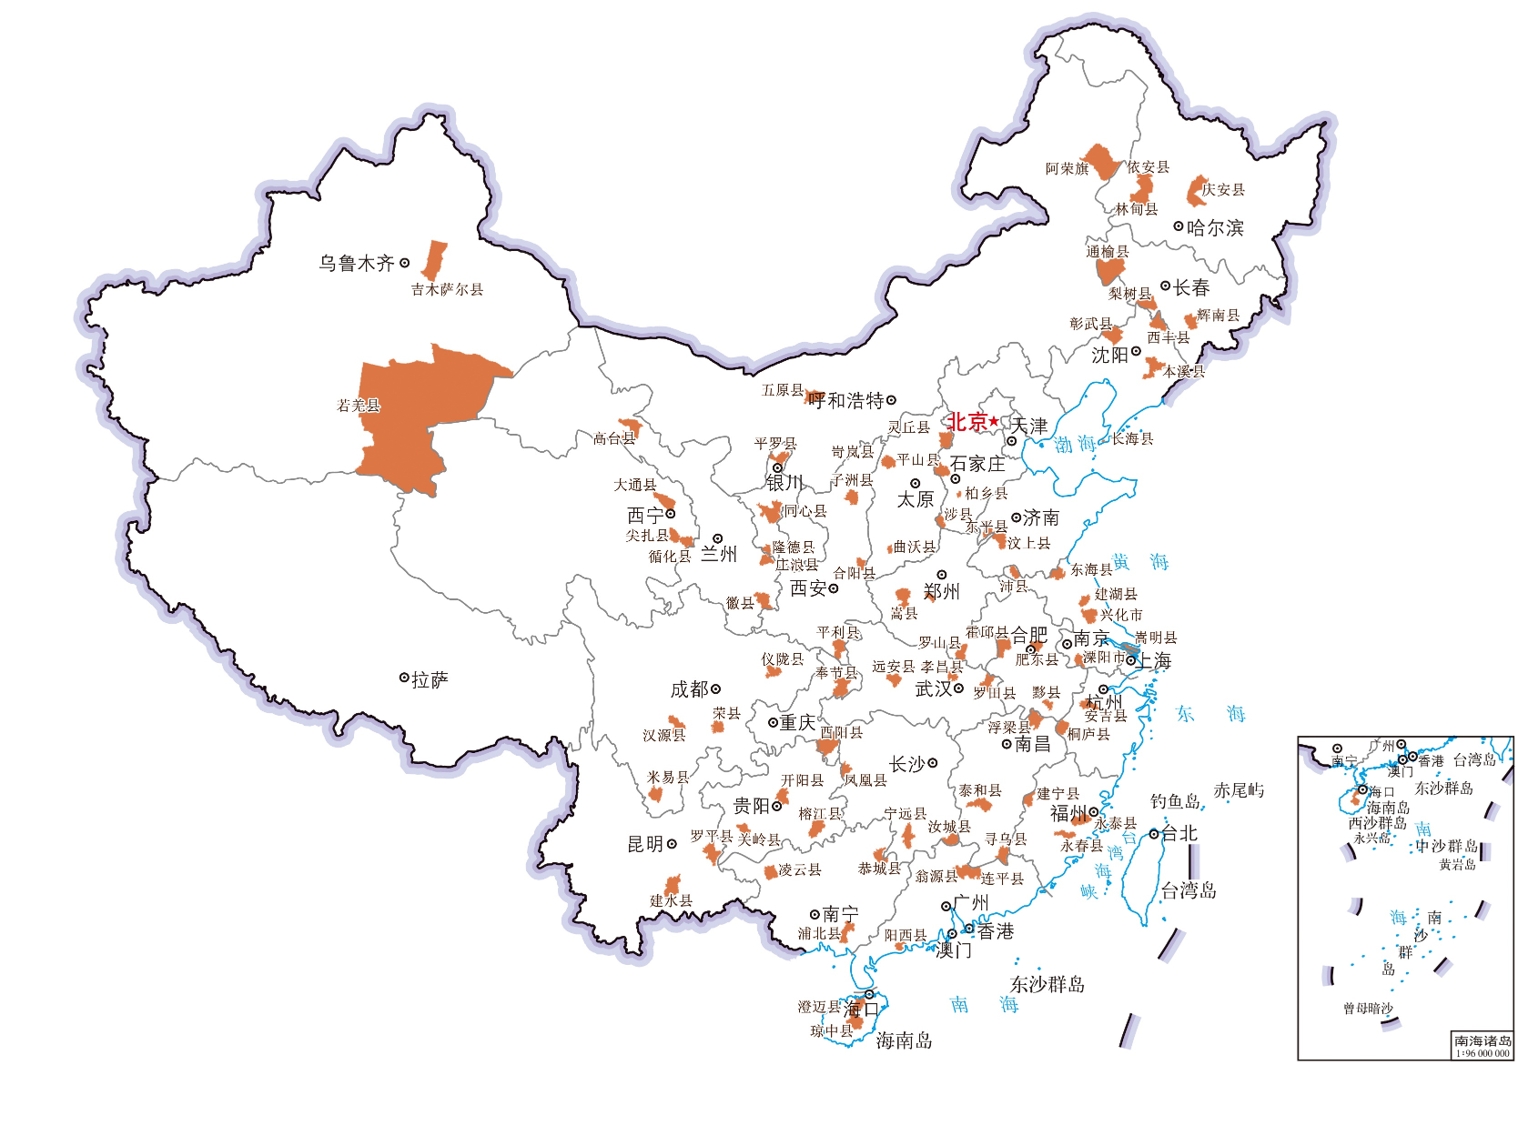 阿荣旗
依安县
庆安县
林甸县
哈尔滨
通榆县
乌鲁木齐
吉木萨尔县
长春
梨树县
辉南县
彰武县
西丰县
沈阳
本溪县
五原县
呼和浩特
若羌县
北京
灵丘县
天津
高台县
平罗县
渤海
长海县
岢岚县
平山县
石家庄
银川
子洲县
大通县
太原
柏乡县
西宁
同心县
涉县
济南
东平县
尖扎县
汶上县
循化县
兰州
隆德县
曲沃县
庄浪县
黄海
合阳县
东海县
西安
郑州
沛县
徽县
建湖县
嵩县
兴化市
平利县
霍邱县
合肥
南京
嵩明县
罗山县
仪陇县
肥东县
溧阳市
上海
奉节县
远安县
孝昌县
拉萨
成都
武汉
罗田县
黟县
杭州
安吉县
荣县
重庆
东海
汉源县
酉阳县
浮梁县
桐庐县
南昌
长沙
米易县
开阳县
凤凰县
泰和县
建宁县
赤尾屿
钓鱼岛
贵阳
榕江县
宁远县
福州
永泰县
昆明
罗平县
关岭县
汝城县
寻乌县
永春县
台北
台湾海峡
凌云县
恭城县
翁源县
连平县
台湾岛
建水县
南宁
广州
浦北县
阳西县
香港
澳门
东沙群岛
澄迈县
海口
南海
琼中县
海南岛
广州
南宁
香港
台湾岛
澳门
海口
东沙群岛
海南岛
西沙群岛
南
永兴岛
中沙群岛
黄岩岛
海
南沙群岛
曾母暗沙
南海诸岛
1:96 000 000